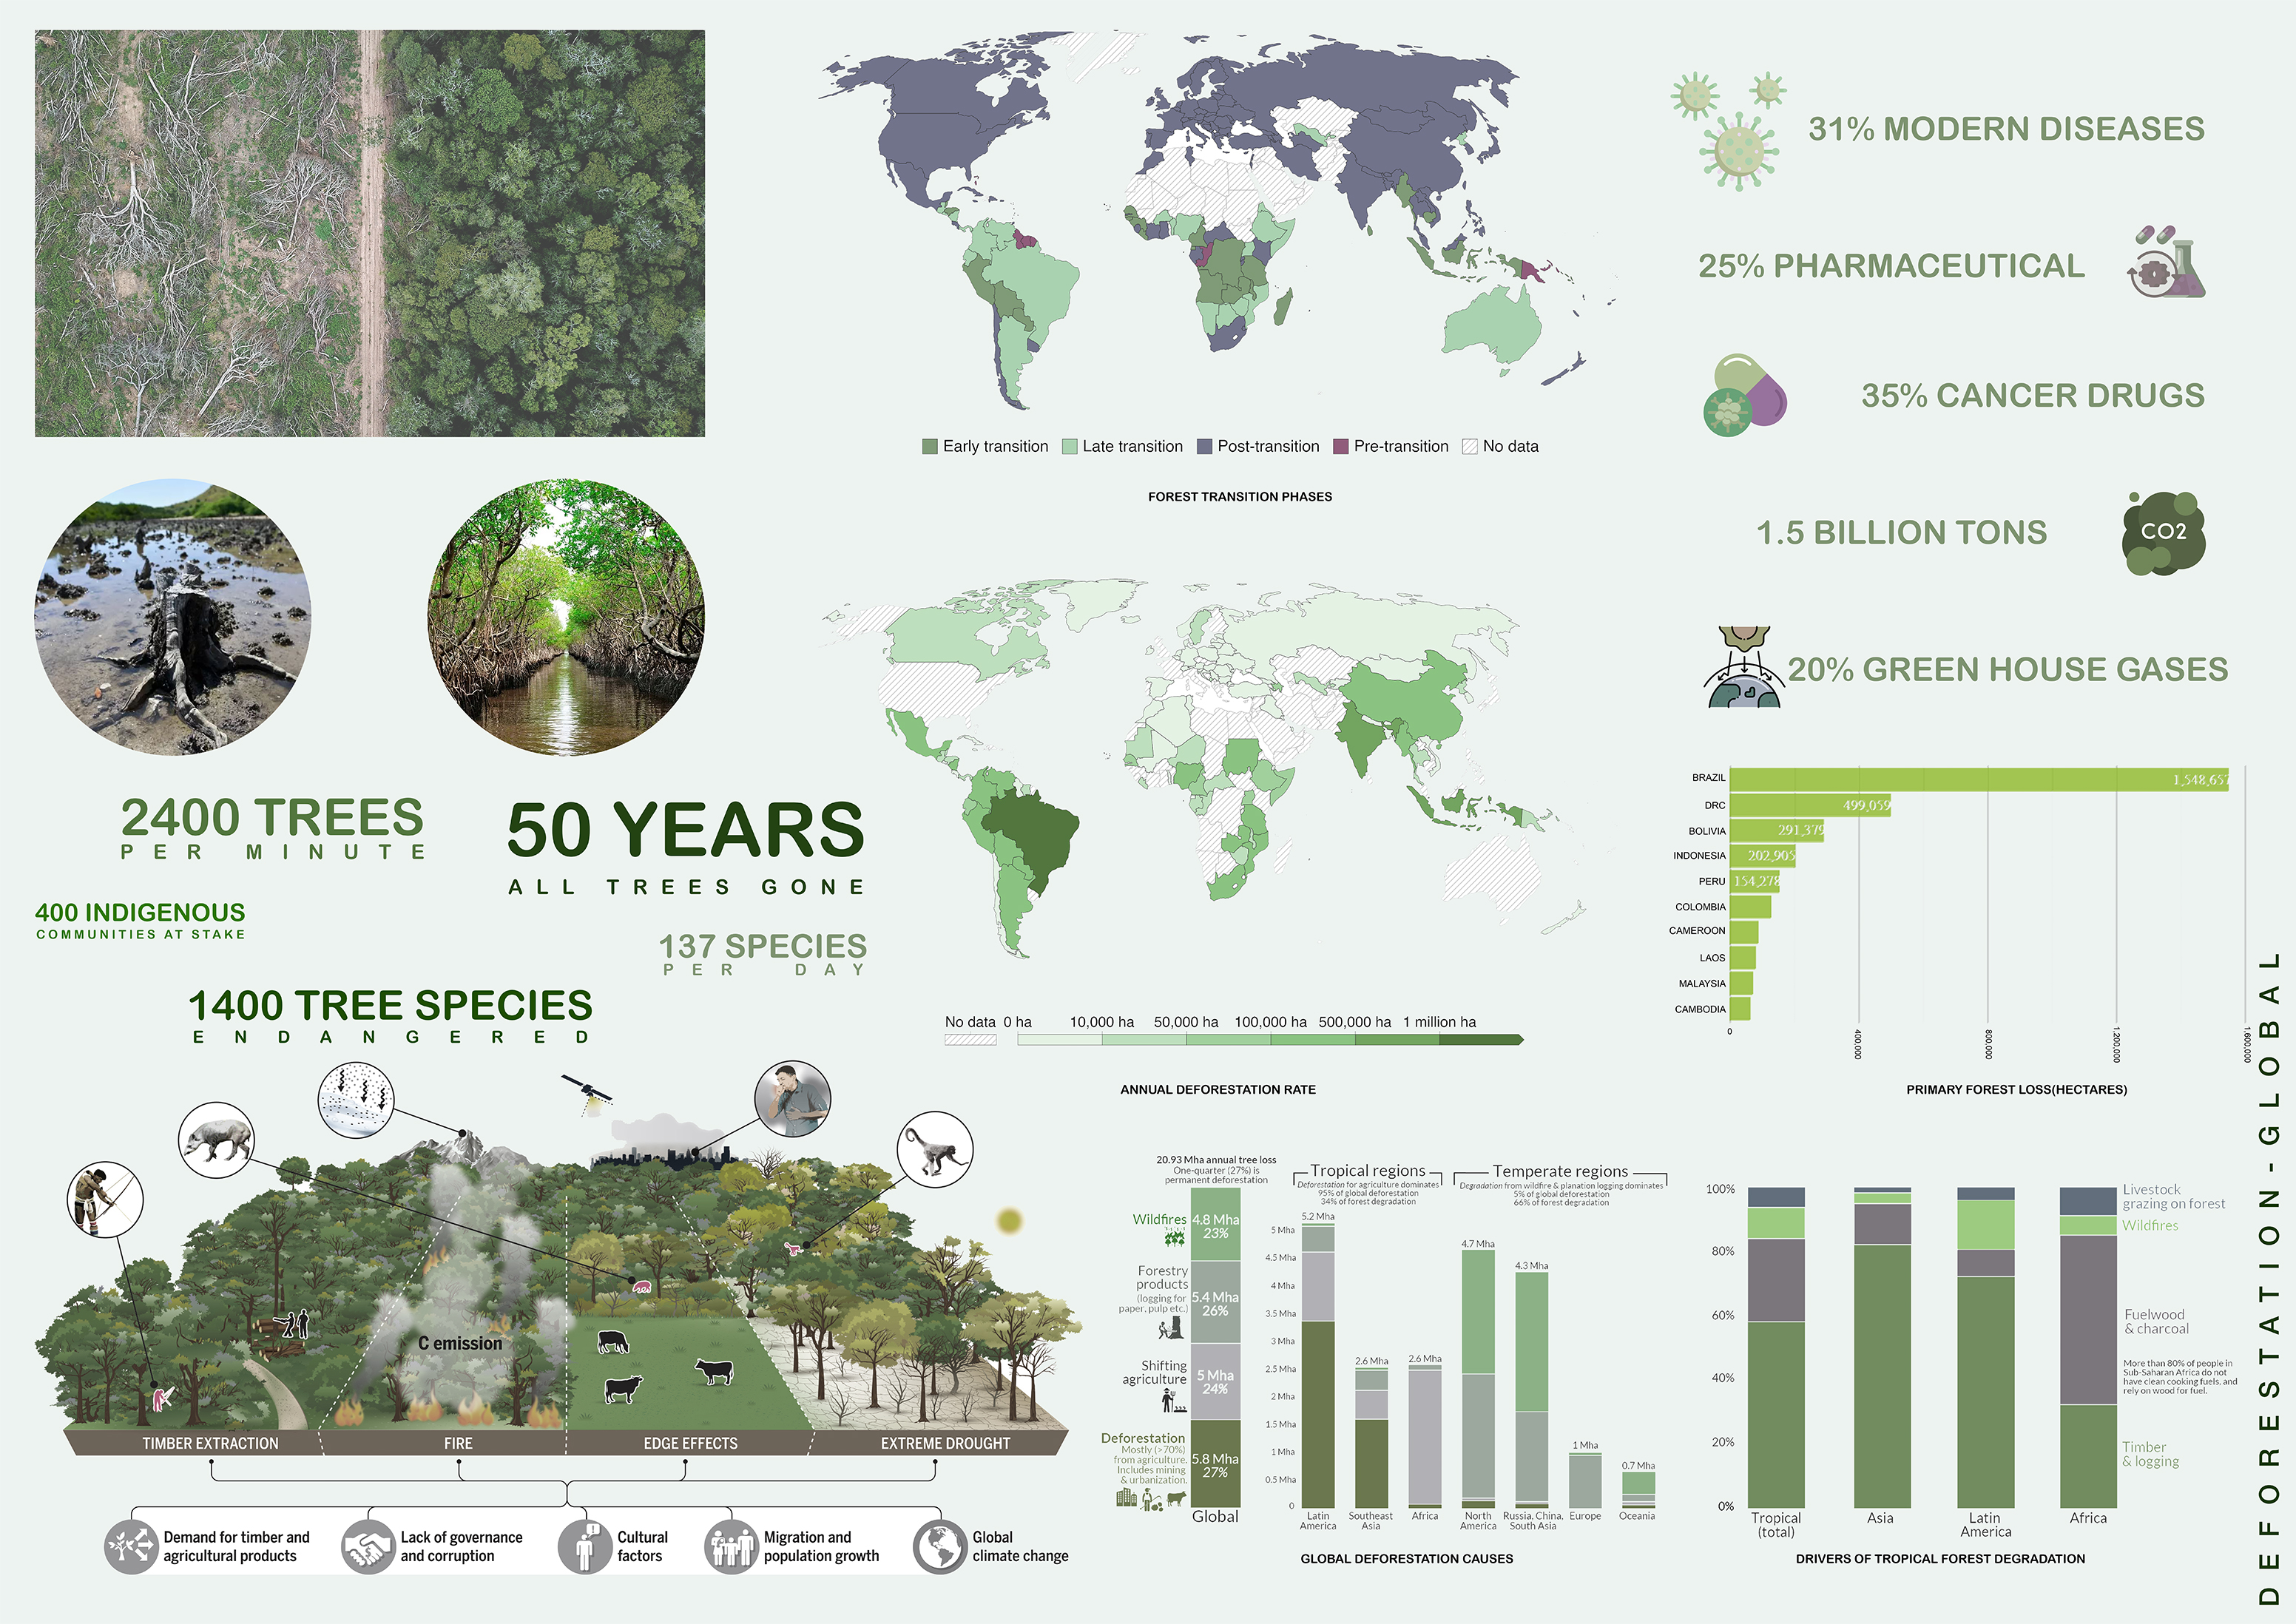 Early transition
Late transition
Post-transition
Pre-transition
No data
FOREST TRANSITION PHASES
31% MODERN DISEASES
25% PHARMACEUTICAL
35% CANCER DRUGS
1.5 BILLION TONS
CO2
20% GREEN HOUSE GASES
2400 TREES
PER MINUTE
50 YEARS
ALL TREES GONE
400 INDIGENOUS
COMMUNITIES AT STAKE
137 SPECIES
PER DAY
1400 TREE SPECIES
ENDANGERED
No data
0 ha
10,000 ha
50,000 ha
100,000 ha
500,000 ha
1 million ha
ANNUAL DEFORESTATION RATE
BRAZIL
1,548,657
DRC
499,059
BOLIVIA
291,379
INDONESIA
202,905
PERU
154,278
COLOMBIA
CAMEROON
LAOS
MALAYSIA
CAMBODIA
0
400,000
800,000
1,200,000
1,600,000
PRIMARY FOREST LOSS(HECTARES)
C emission
TIMBER EXTRACTION
FIRE
EDGE EFFECTS
EXTREME DROUGHT
Demand for timber and
agricultural products
Lack of governance
and corruption
Cultural
factors
Migration and
population growth
Global
climate change
20.93 Mha annual tree loss
One-quarter (27%) is
permanent deforestation
Wildfires
4.8 Mha
23%
Forestry
products
(logging for
paper, pulp etc.)
5.4 Mha
26%
Shifting
agriculture
5 Mha
24%
Deforestation
Mostly (>70%)
from agriculture.
Includes mining
& urbanization.
5.8 Mha
27%
Global
Tropical regions
Deforestation for agriculture dominates
95% of global deforestation
34% of forest degradation
Temperate regions
Degradation from wildfire & planation logging dominates
5% of global deforestation
66% of forest degradation
5 Mha
4.5 Mha
4 Mha
3.5 Mha
3 Mha
2.5 Mha
2 Mha
1.5 Mha
1 Mha
0.5 Mha
0
5.2 Mha
2.6 Mha
2.6 Mha
4.7 Mha
4.3 Mha
1 Mha
0.7 Mha
Latin
America
Southeast
Asia
Africa
North
America
Russia, China,
South Asia
Europe
Oceania
GLOBAL DEFORESTATION CAUSES
100%
80%
60%
40%
20%
0%
Tropical
(total)
Asia
Latin
America
Africa
Livestock
grazing on forest
Wildfires
Fuelwood
& charcoal
More than 80% of people in
Sub-Saharan Africa do not
have clean cooking fuels, and
rely on wood for fuel.
Timber
& logging
DRIVERS OF TROPICAL FOREST DEGRADATION
DEFORESTATION-GLOBAL